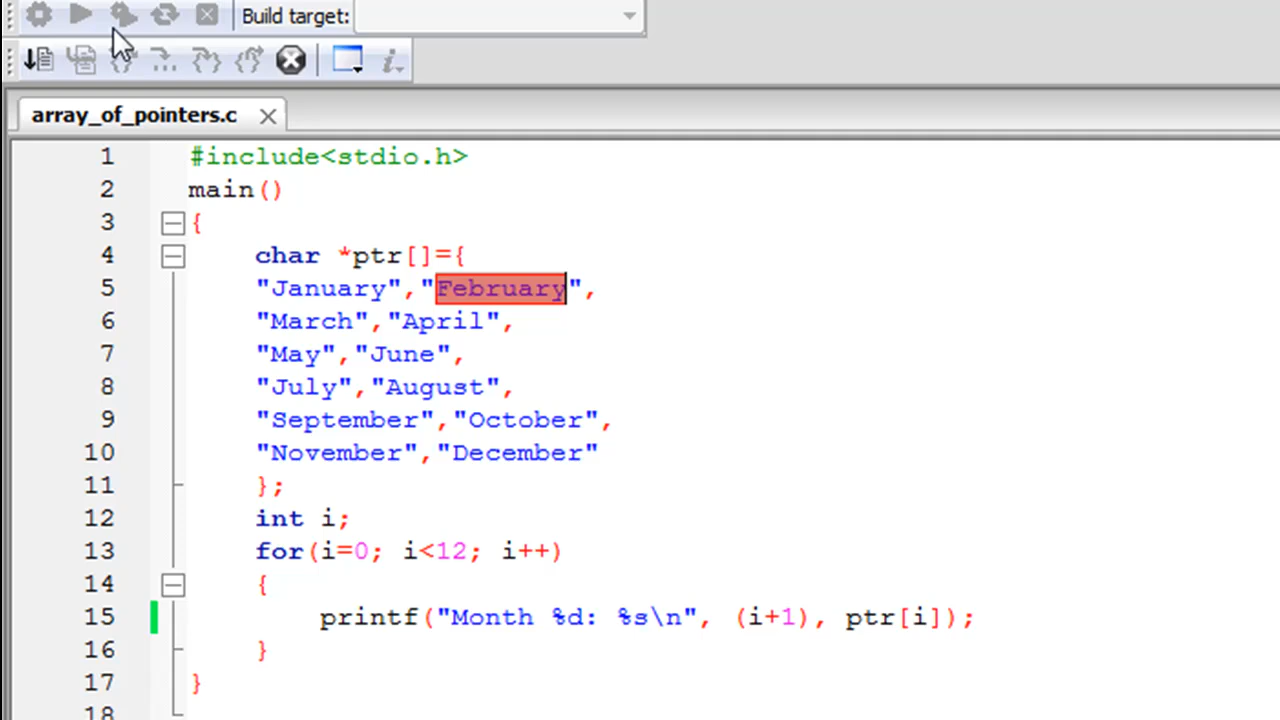 Build target:
array_of_pointers.c
1 #include<stdio.h>
2 main()
3 {
4 char *ptr[]={
5 "January","February",
6 "March","April",
7 "May","June",
8 "July","August",
9 "September","October",
10 "November","December"
11 };
12 int i;
13 for(i=0; i<12; i++)
14 {
15 printf("Month %d: %s\n", (i+1), ptr[i]);
16 }
17 }
18